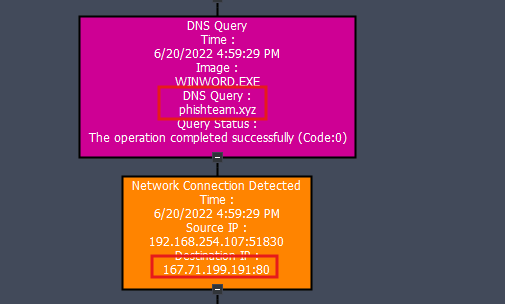 DNS Query
Time :
6/20/2022 4:59:29 PM
Image :
WINWORD.EXE
DNS Query :
phishteam.xyz
Query Status :
The operation completed successfully (Code:0)
Network Connection Detected
Time :
6/20/2022 4:59:29 PM
Source IP :
192.168.254.107:51830
Destination IP :
167.71.199.191:80